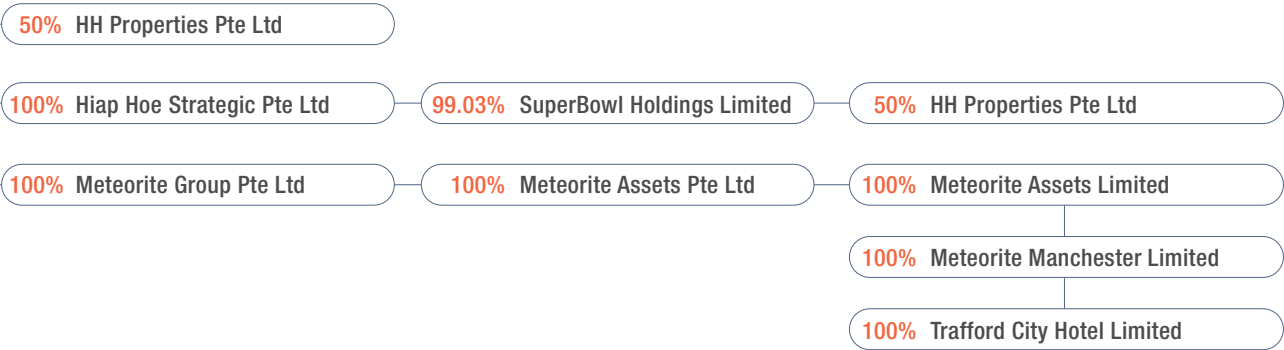 50% HH Properties Pte Ltd
100% Hiap Hoe Strategic Pte Ltd
99.03% SuperBowl Holdings Limited
50% HH Properties Pte Ltd
100% Meteorite Group Pte Ltd
100% Meteorite Assets Pte Ltd
100% Meteorite Assets Limited
100% Meteorite Manchester Limited
100% Trafford City Hotel Limited